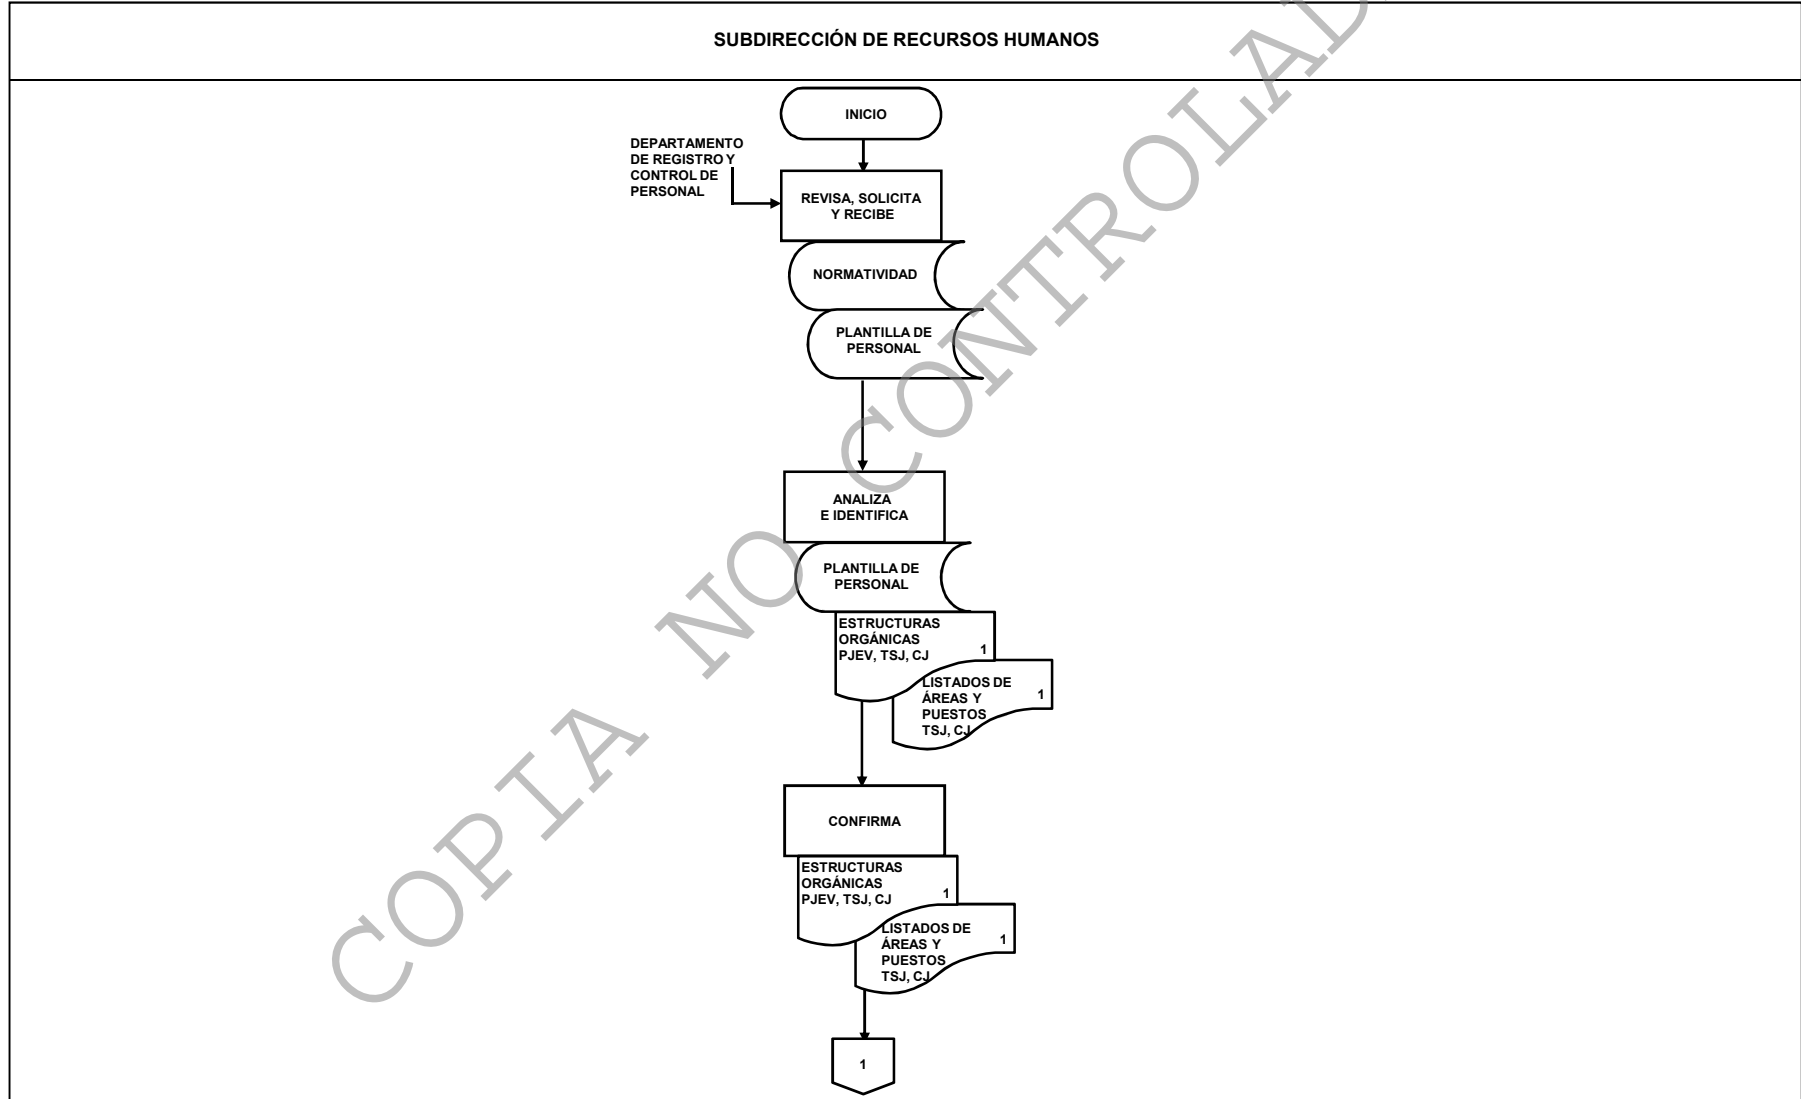 SUBDIRECCIÓN DE RECURSOS HUMANOS
INICIO
DEPARTAMENTO
DE REGISTRO Y
CONTROL DE
PERSONAL
REVISA, SOLICITA
Y RECIBE
NORMATIVIDAD
PLANTILLA DE
PERSONAL
ANALIZA
E IDENTIFICA
PLANTILLA DE
PERSONAL
ESTRUCTURAS
ORGÁNICAS
PJEV, TSJ, CJ 1
LISTADOS DE
ÁREAS Y 1
PUESTOS
TSJ, CJ
CONFIRMA
ESTRUCTURAS
ORGÁNICAS
PJEV, TSJ, CJ 1
LISTADOS DE
ÁREAS Y 1
PUESTOS
TSJ, CJ
1
COPIA NO CONTROLAD